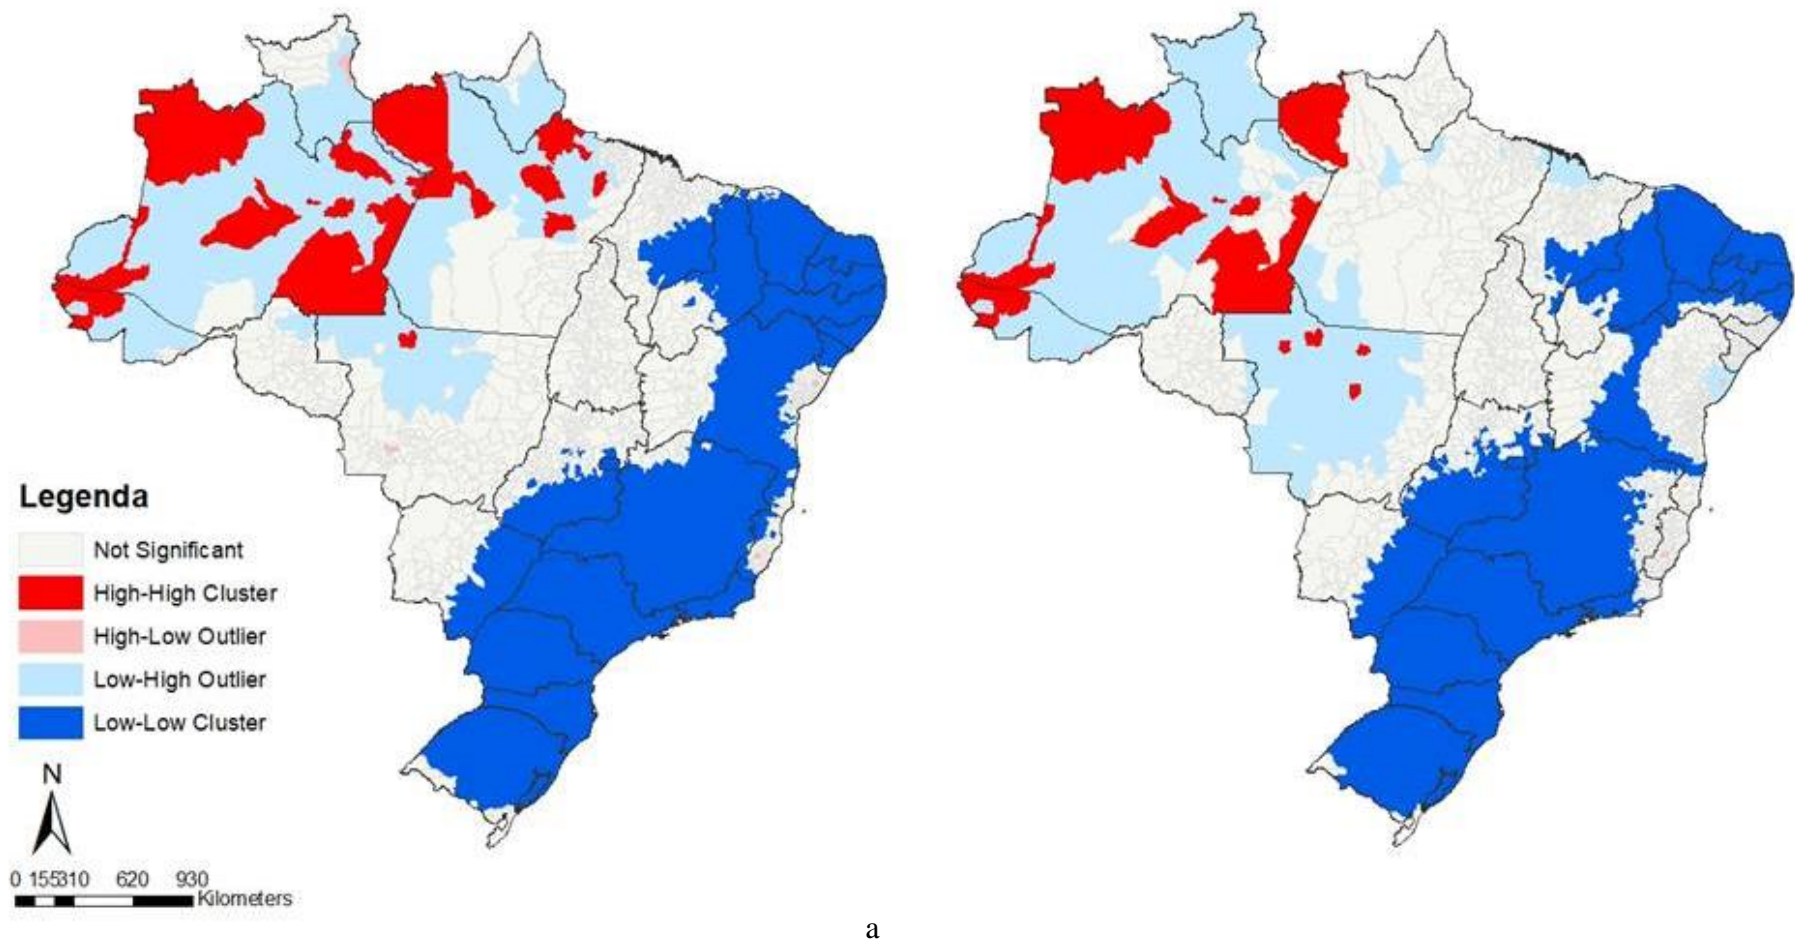 Legenda
Not Significant
High-High Cluster
High-Low Outlier
Low-High Outlier
Low-Low Cluster
N
0 155310 620 930
Kilometers
a